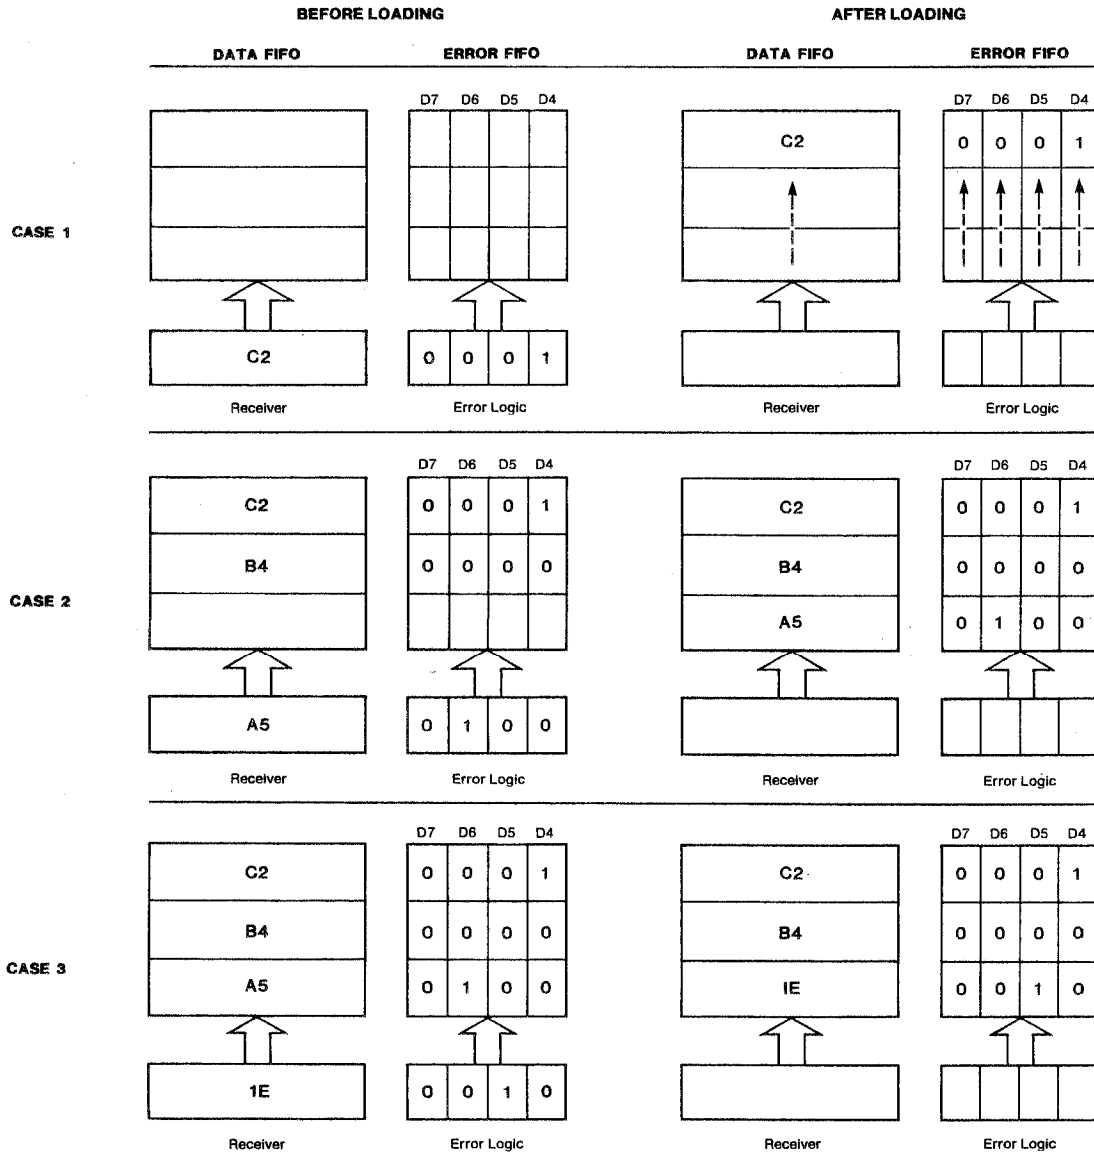 BEFORE LOADING AFTER LOADING
DATA FIFO ERROR FIFO DATA FIFO ERROR FIFO
D7 D6 D5 D4 D7 D6 D5 D4
C2 0 0 0 1
CASE 1
C2 0 0 0 1
Receiver Error Logic Receiver Error Logic
D7 D6 D5 D4 D7 D6 D5 D4
C2 0 0 0 1 C2 0 0 0 1
B4 0 0 0 0 B4 0 0 0 0
CASE 2
A5 0 1 0 0
A5 0 1 0 0
Receiver Error Logic Receiver Error Logic
D7 D6 D5 D4 D7 D6 D5 D4
C2 0 0 0 1 C2 0 0 0 1
B4 0 0 0 0 B4 0 0 0 0
CASE 3
A5 0 1 0 0 IE 0 0 1 0
1E 0 0 1 0
Receiver Error Logic Receiver Error Logic